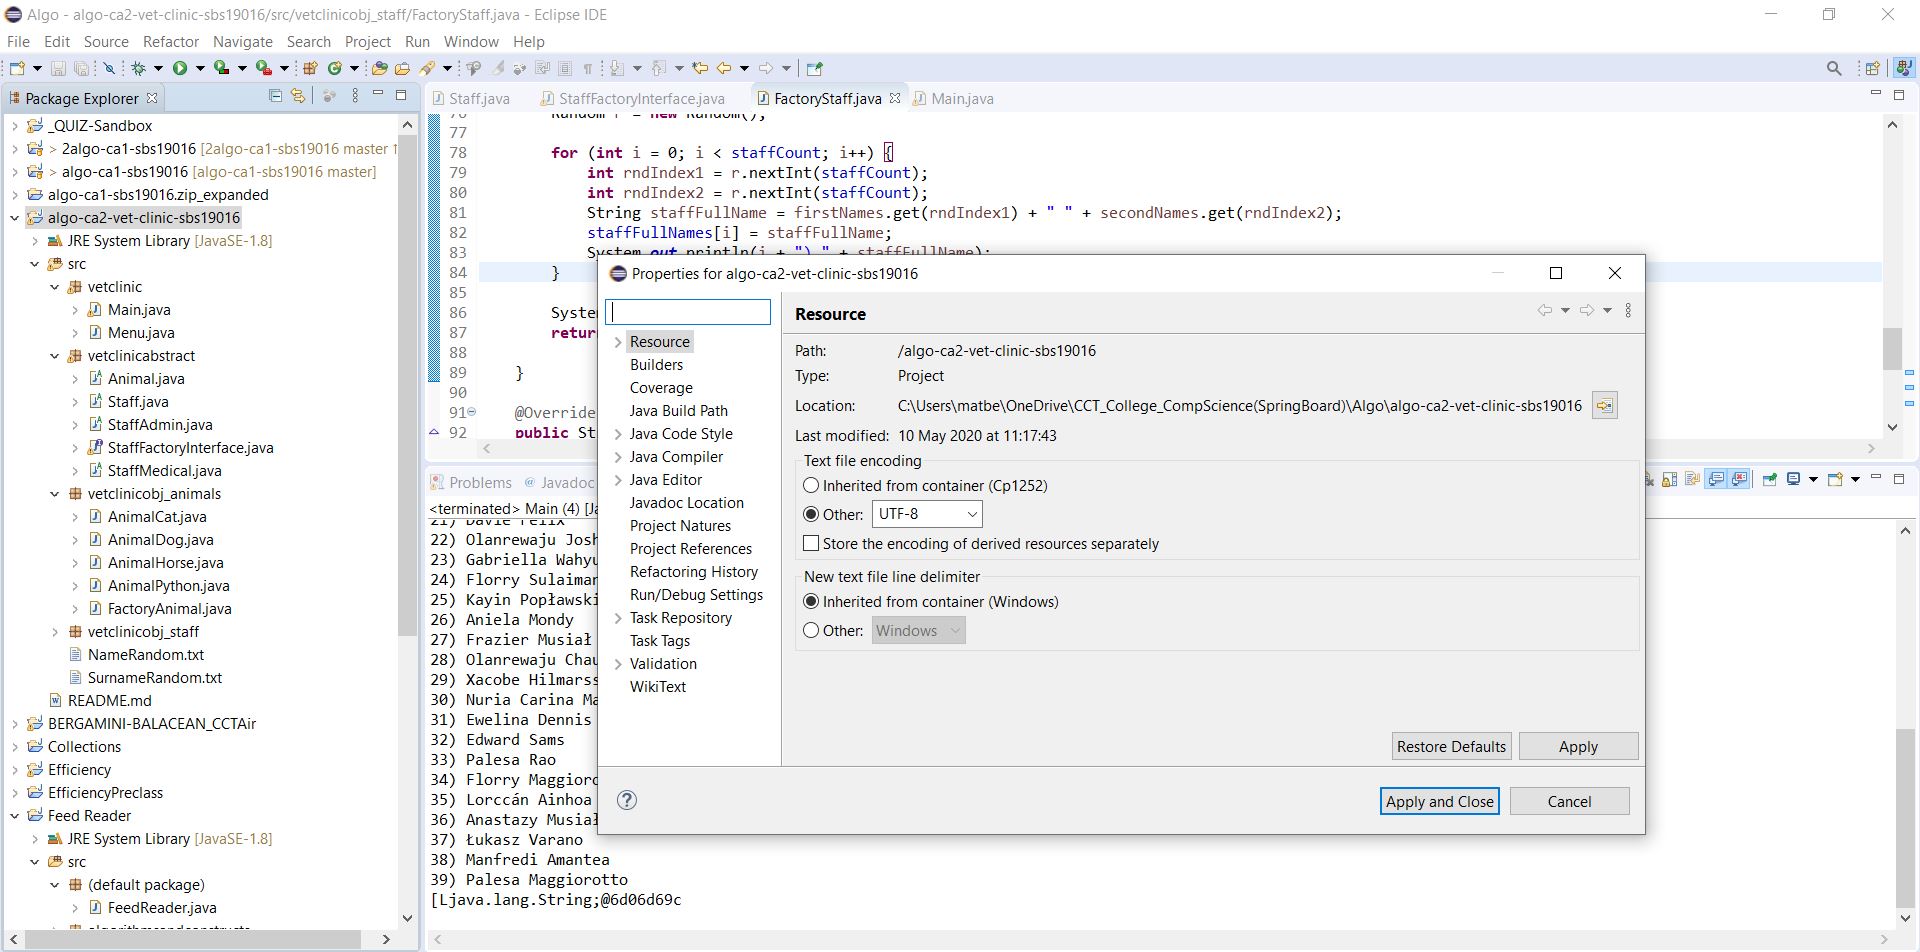 Algo - algo-ca2-vet-clinic-sbs19016/src/vetclinicobj_staff/FactoryStaff.java - Eclipse IDE
File Edit Source Refactor Navigate Search Project Run Window Help
Package Explorer
_QUIZ-Sandbox
> 2algo-ca1-sbs19016 [2algo-ca1-sbs19016 master
> algo-ca1-sbs19016 [algo-ca1-sbs19016 master]
algo-ca1-sbs19016.zip_expanded
algo-ca2-vet-clinic-sbs19016
JRE System Library [JavaSE-1.8]
src
vetclinic
Main.java
Menu.java
vetclinicabstract
Animal.java
Staff.java
StaffAdmin.java
StaffFactoryInterface.java
StaffMedical.java
vetclinicobj_animals
AnimalCat.java
AnimalDog.java
AnimalHorse.java
AnimalPython.java
FactoryAnimal.java
vetclinicobj_staff
NameRandom.txt
SurnameRandom.txt
README.md
BERGAMINI-BALACEAN_CCTAir
Collections
Efficiency
EfficiencyPreclass
Feed Reader
JRE System Library [JavaSE-1.8]
src
(default package)
FeedReader.java
Staff.java StaffFactoryInterface.java FactoryStaff.java Main.java
76 Random r = new Random();
77
78 for (int i = 0; i < staffCount; i++) {
79 int rndIndex1 = r.nextInt(staffCount);
80 int rndIndex2 = r.nextInt(staffCount);
81 String staffFullName = firstNames.get(rndIndex1) + " " + secondNames.get(rndIndex2);
82 staffFullNames[i] = staffFullName;
83 System.out.println(i + ") " + staffFullName);
84 }
85
86 Syste
87 retur
88
89 }
90
91 @Override
92 public St
Problems @ Javadoc
<terminated> Main (4) [Ja
21) Davie Felix
22) Olanrewaju Josh
23) Gabriella Wahyu
24) Florry Sulaiman
25) Kayin Popławski
26) Aniela Mondy
27) Frazier Musiał
28) Olanrewaju Chau
29) Xacobe Hilmarss
30) Nuria Carina Ma
31) Ewelina Dennis
32) Edward Sams
33) Palesa Rao
34) Florry Maggioro
35) Lorccán Ainhoa
36) Anastazy Musiał
37) Łukasz Varano
38) Manfredi Amantea
39) Palesa Maggiorotto
[Ljava.lang.String;@6d06d69c
Properties for algo-ca2-vet-clinic-sbs19016
Resource
Builders
Coverage
Java Build Path
Java Code Style
Java Compiler
Java Editor
Javadoc Location
Project Natures
Project References
Refactoring History
Run/Debug Settings
Task Repository
Task Tags
Validation
WikiText
Resource
Path: /algo-ca2-vet-clinic-sbs19016
Type: Project
Location: C:\Users\matbe\OneDrive\CCT_College_CompScience(SpringBoard)\Algo\algo-ca2-vet-clinic-sbs19016
Last modified: 10 May 2020 at 11:17:43
Text file encoding
Inherited from container (Cp1252)
Other: UTF-8
Store the encoding of derived resources separately
New text file line delimiter
Inherited from container (Windows)
Other: Windows
Restore Defaults Apply
Apply and Close Cancel